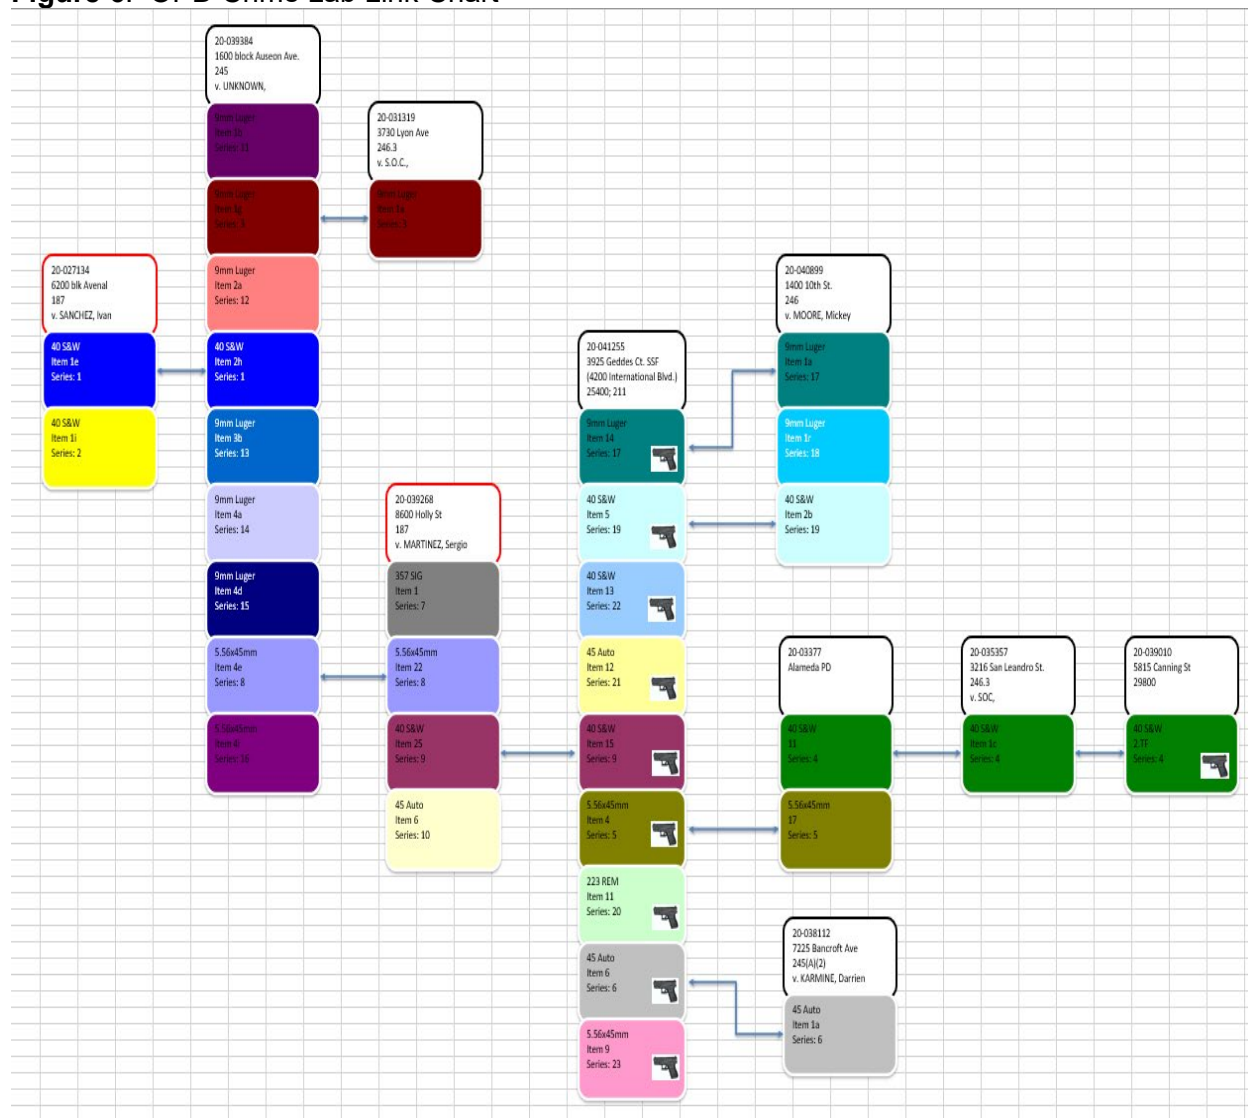 20-039384
1600 block Auseon Ave.
245
v. UNKNOWN,
9mm Luger
Item 1b
Series: 11
9mm Luger
Series: 3
9mm Luger
Item 2a
Series: 12
40 S&W
Item 2h
Series: 1
9mm Luger
Item 3b
Series: 13
9mm Luger
Item 4a
Series: 14
9mm Luger
Item 4d
Series: 15
5.56x45mm
Item 4e
Series: 8
5.56x45mm
Series: 16
20-031319
3730 Lyon Ave
246.3
v. S.O.C.,
9mm Luger
Item 1a
Series: 3
20-027134
6200 blk Avenal
187
v. SANCHEZ, Ivan
40 S&W
Item 1e
Series: 1
40 S&W
Item 1i
Series: 2
20-039268
8600 Holly St
187
v. MARTINEZ, Sergio
357 SIG
Item 1
Series: 7
5.56x45mm
Item 22
Series: 8
40 S&W
Item 25
Series: 9
45 Auto
Item 6
Series: 10
20-041255
3925 Geddes Ct. SSF
(4200 International Blvd.)
25400; 211
9mm Luger
Item 14
Series: 17
40 S&W
Item 5
Series: 19
40 S&W
Item 13
Series: 22
45 Auto
Item 12
Series: 21
40 S&W
Item 15
Series: 9
5.56x45mm
Item 4
Series: 5
223 REM
Item 11
Series: 20
45 Auto
Item 6
Series: 6
5.56x45mm
Item 9
Series: 23
20-040899
1400 10th St.
246
v. MOORE, Mickey
9mm Luger
Item 1a
Series: 17
9mm Luger
Item 1r
Series: 18
40 S&W
Item 2b
Series: 19
20-03377
Alameda PD
40 S&W
11
Series: 4
5.56x45mm
17
Series: 5
20-035357
3216 San Leandro St.
246.3
v. SOC,
40 S&W
Item 1c
Series: 4
20-039010
5815 Canning St
29800
40 S&W
2 TF
Series: 4
20-038112
7225 Bancroft Ave
245(A)(2)
v. KARMINE, Darrien
45 Auto
Item 1a
Series: 6